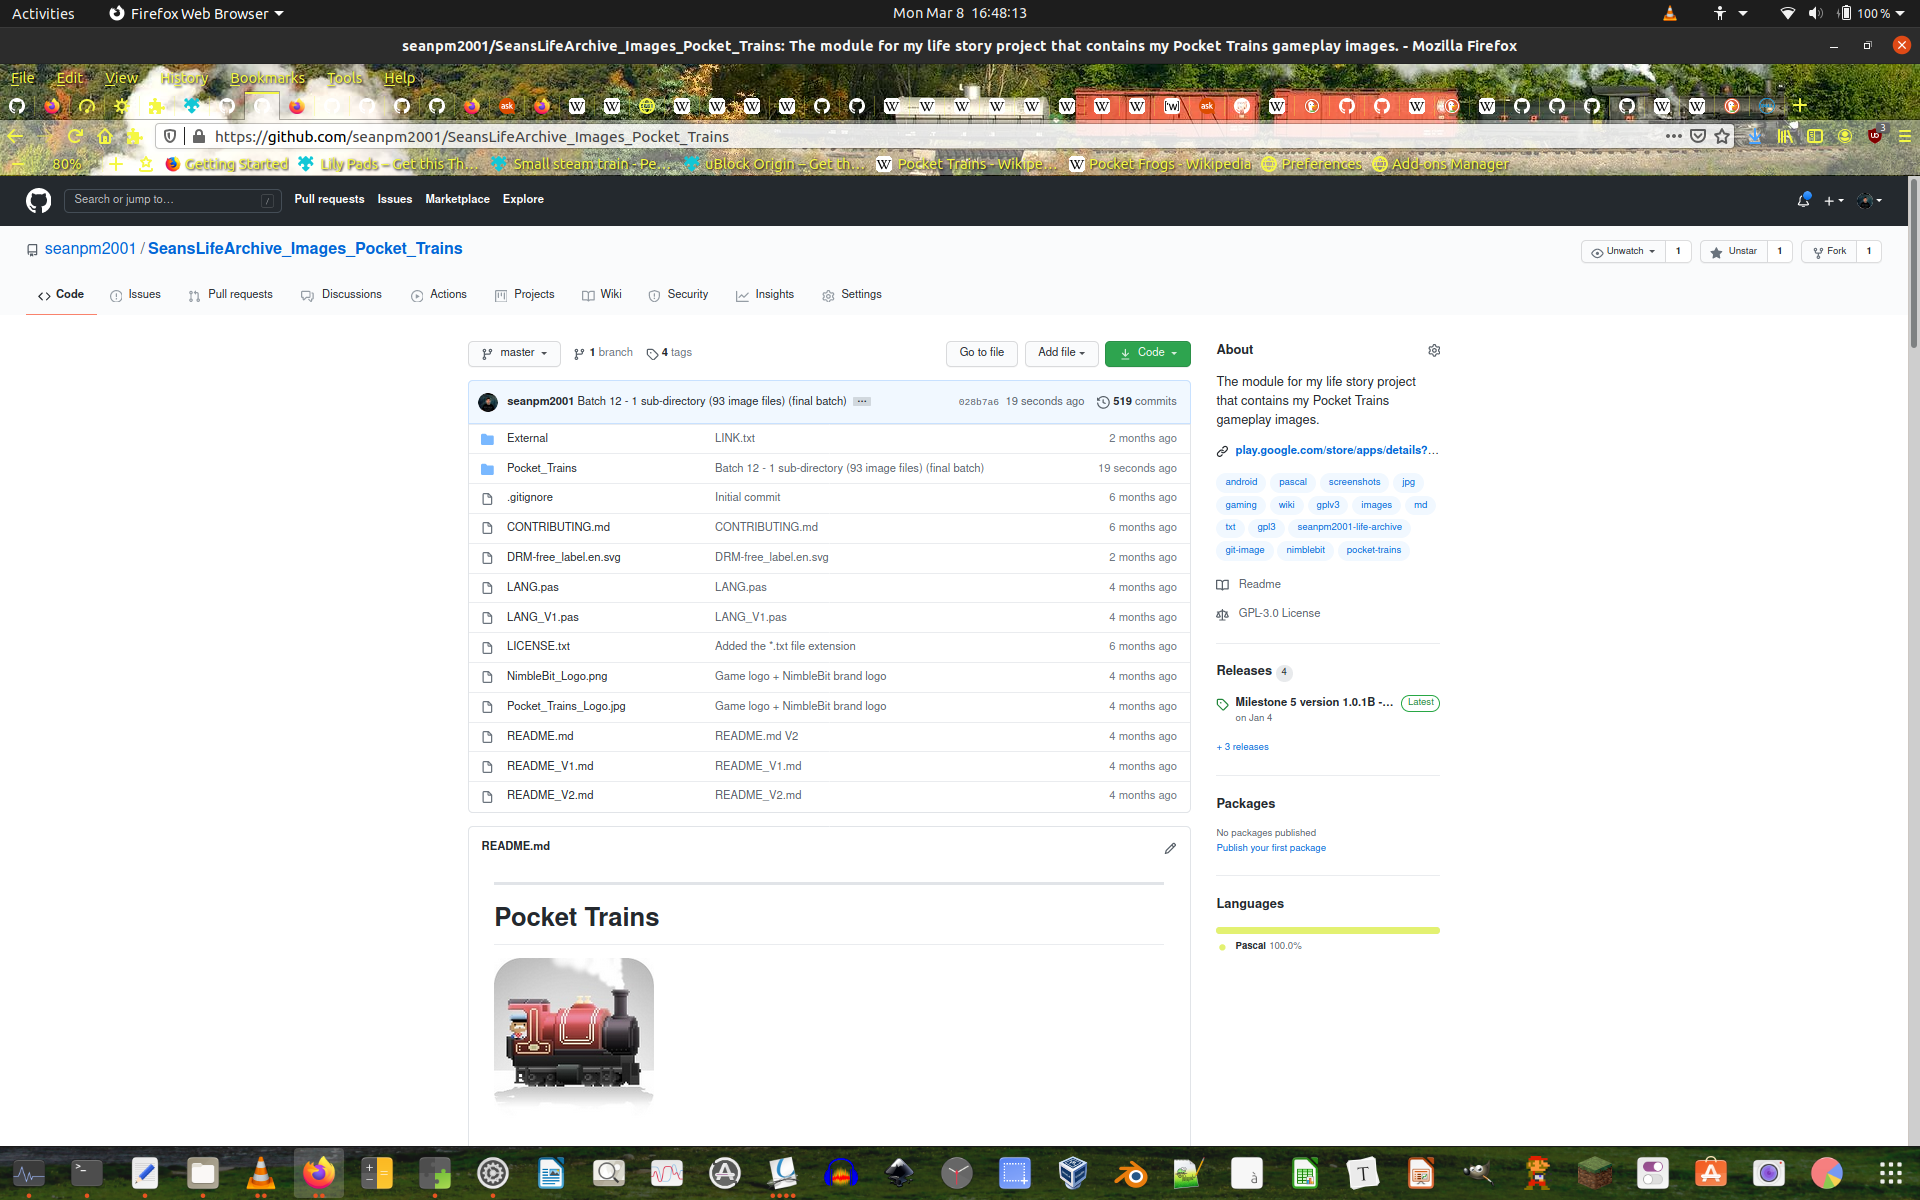 Activities
Firefox Web Browser
Mon Mar 8 16:48:13
100 %
seanpm2001/SeansLifeArchive_Images_Pocket_Trains: The module for my life story project that contains my Pocket Trains gameplay images. - Mozilla Firefox
File Edit View History Bookmarks Tools Help
https://github.com/seanpm2001/SeansLifeArchive_Images_Pocket_Trains
80% Getting Started Lily Pads – Get this Th... Small steam train - Pe... uBlock Origin – Get th... Pocket Trains - Wikipe... Pocket Frogs - Wikipedia Preferences Add-ons Manager
Search or jump to... / Pull requests Issues Marketplace Explore
seanpm2001 / SeansLifeArchive_Images_Pocket_Trains
Unwatch 1 Unstar 1 Fork 1
Code Issues Pull requests Discussions Actions Projects Wiki Security Insights Settings
master 1 branch 4 tags Go to file Add file Code
seanpm2001 Batch 12 - 1 sub-directory (93 image files) (final batch) ... 028b7a6 19 seconds ago 519 commits
External LINK.txt 2 months ago
Pocket_Trains Batch 12 - 1 sub-directory (93 image files) (final batch) 19 seconds ago
.gitignore Initial commit 6 months ago
CONTRIBUTING.md CONTRIBUTING.md 6 months ago
DRM-free_label.en.svg DRM-free_label.en.svg 2 months ago
LANG.pas LANG.pas 4 months ago
LANG_V1.pas LANG_V1.pas 4 months ago
LICENSE.txt Added the *.txt file extension 6 months ago
NimbleBit_Logo.png Game logo + NimbleBit brand logo 4 months ago
Pocket_Trains_Logo.jpg Game logo + NimbleBit brand logo 4 months ago
README.md README.md V2 4 months ago
README_V1.md README_V1.md 4 months ago
README_V2.md README_V2.md 4 months ago
README.md
Pocket Trains
About
The module for my life story project
that contains my Pocket Trains
gameplay images.
play.google.com/store/apps/details?...
android pascal screenshots jpg
gaming wiki gplv3 images md
txt gpl3 seanpm2001-life-archive
git-image nimblebit pocket-trains
Readme
GPL-3.0 License
Releases 4
Milestone 5 version 1.0.1B -... Latest
on Jan 4
+ 3 releases
Packages
No packages published
Publish your first package
Languages
Pascal 100.0%